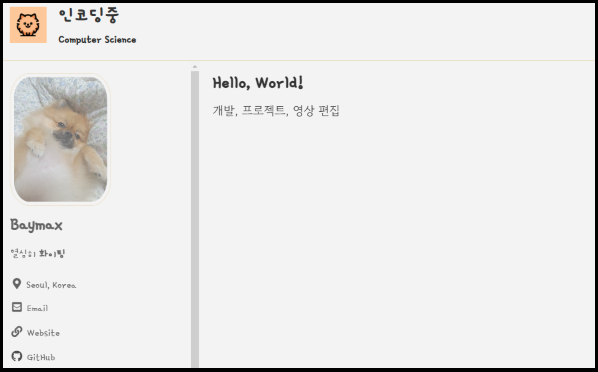 인코딩중
Computer Science
Hello, World!
개발, 프로젝트, 영상 편집
Baymax
열심히 화이팅
Seoul, Korea
Email
Website
GitHub